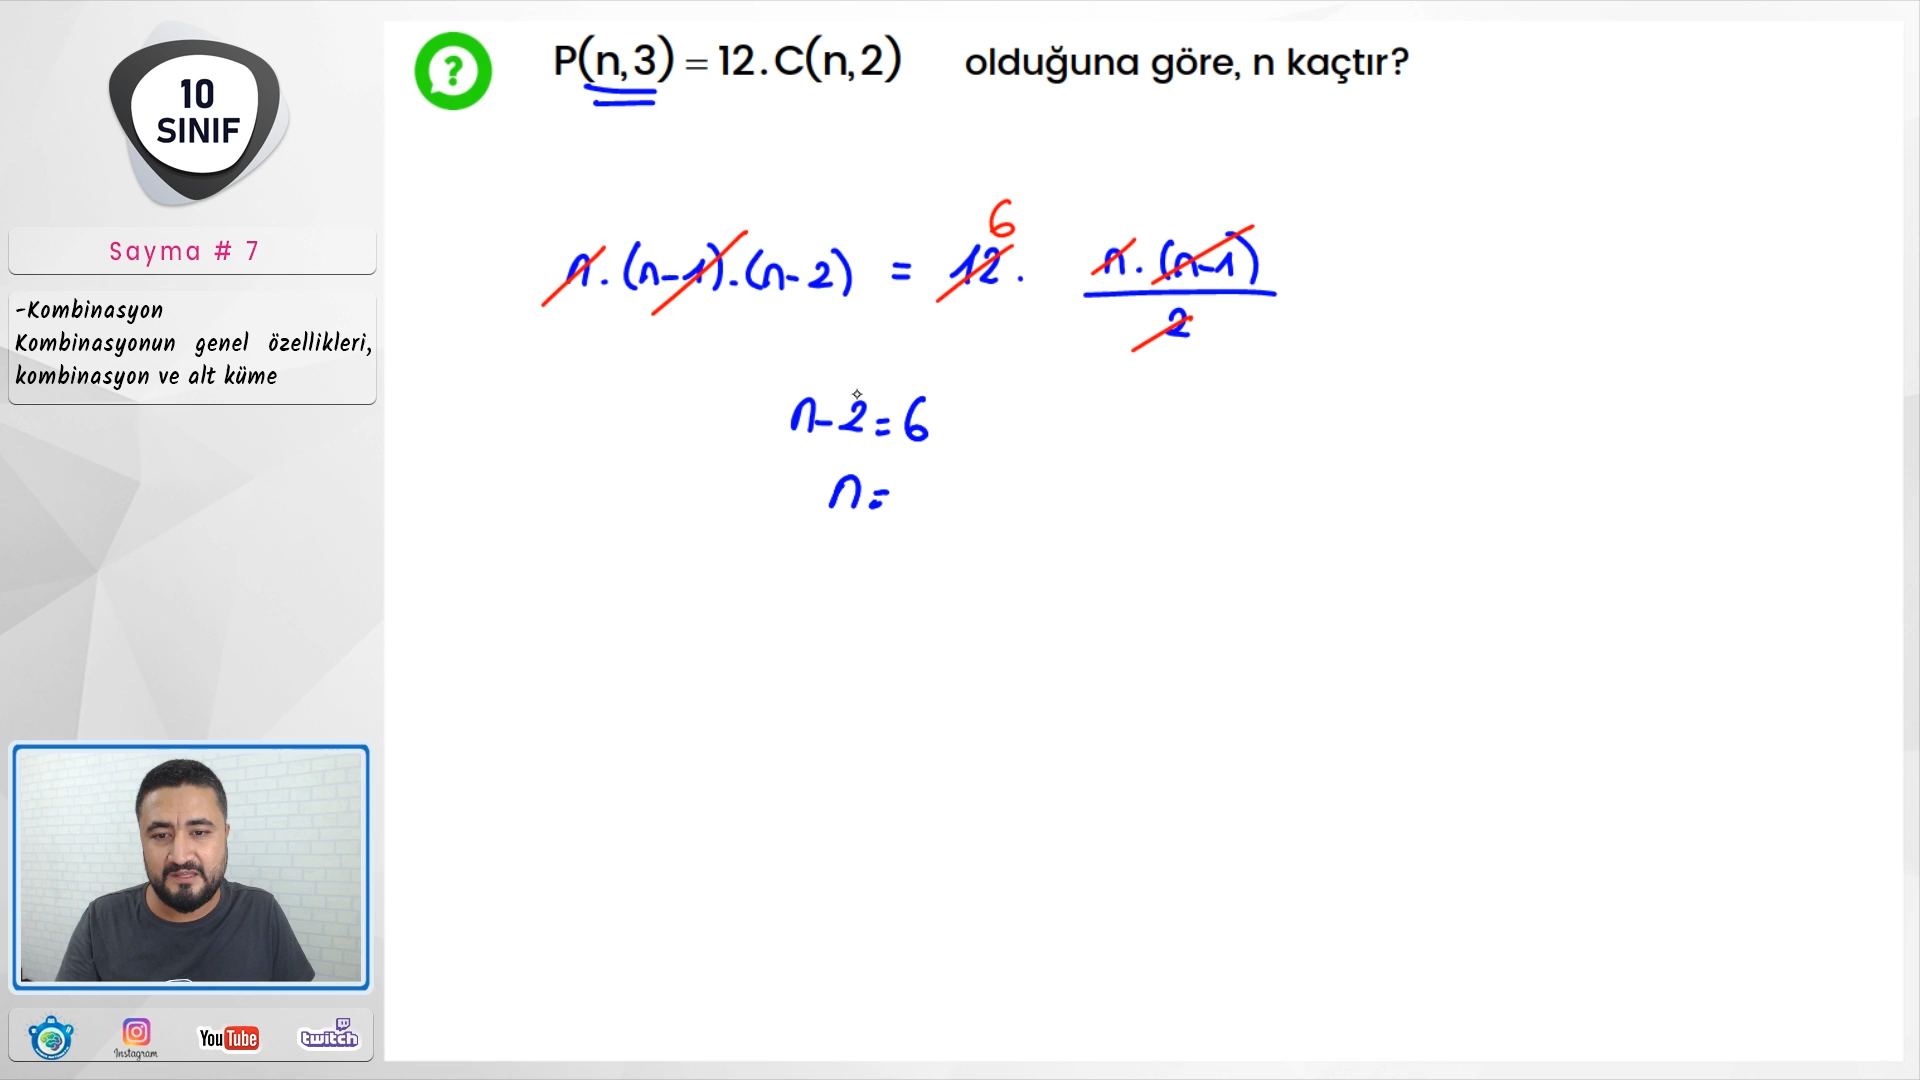 10
SINIF
Sayma # 7
-Kombinasyon
Kombinasyonun genel özellikleri,
kombinasyon ve alt küme
?
P(n,3) = 12.C(n,2) olduğuna göre, n kaçtır?
6
n.(n-1).(n-2) = 12. n.(n-1)
2
n-2=6
n=
Instagram
YouTube
twitch